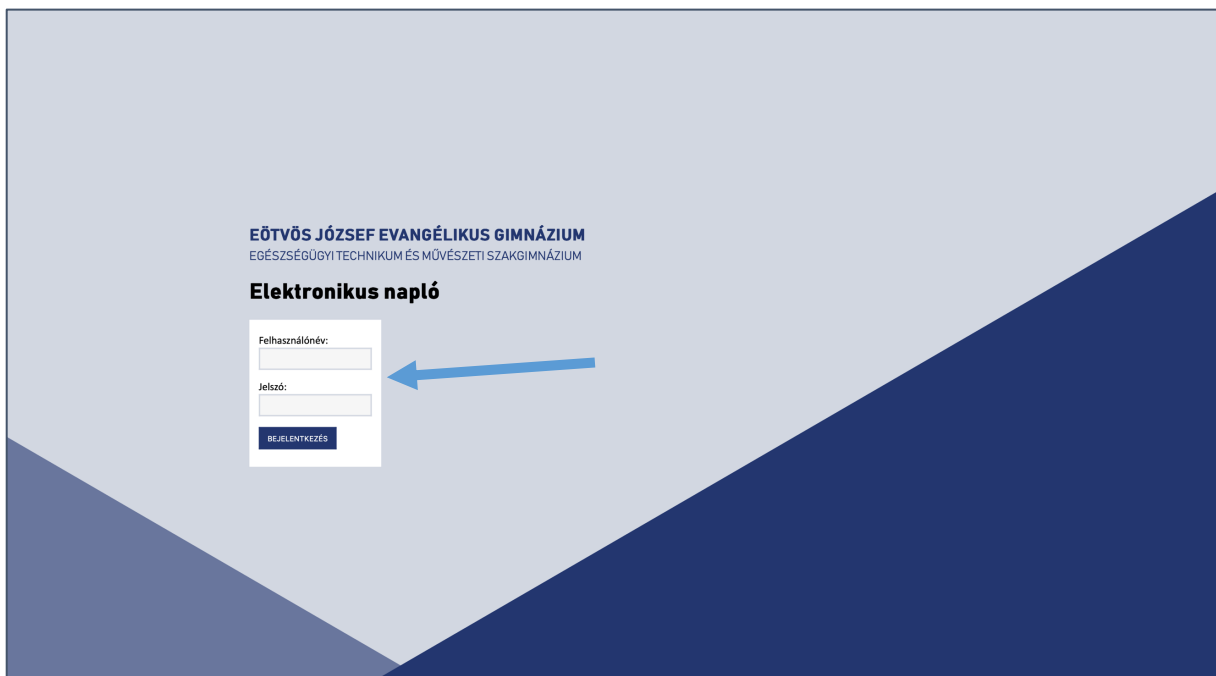 EÖTVÖS JÓZSEF EVANGÉLIKUS GIMNÁZIUM
EGÉSZSÉGÜGYI TECHNIKUM ÉS MŰVÉSZETI SZAKGIMNÁZIUM
Elektronikus napló
Felhasználónév:
Jelszó:
BEJELENTKEZÉS